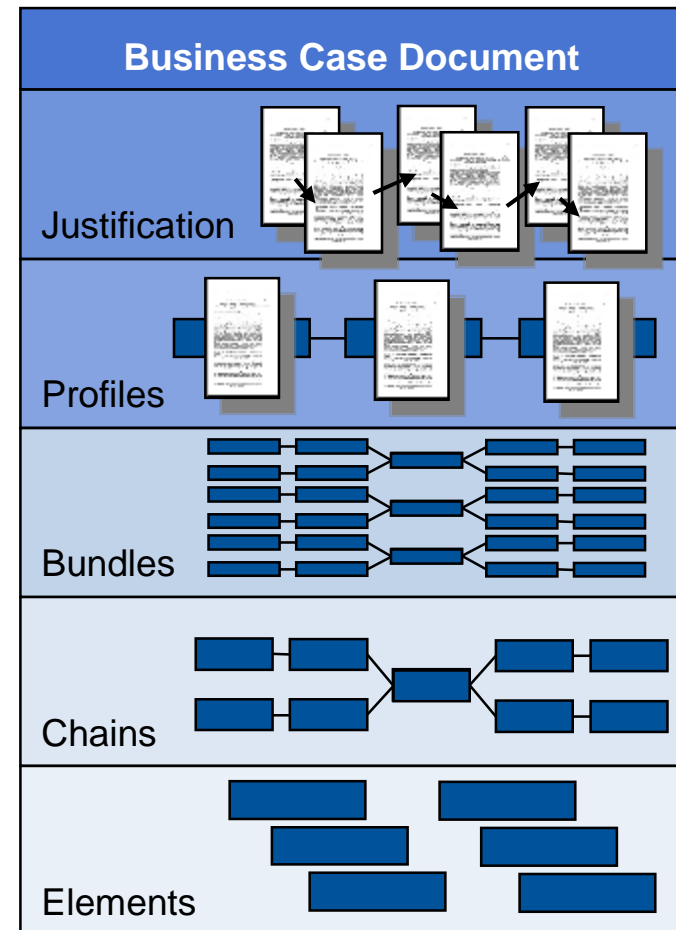 Business Case Document
Justification
Profiles
Bundles
Chains
Elements